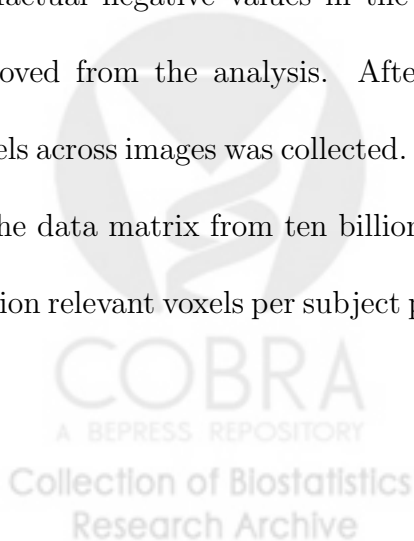 factual negative values in the
oved from the analysis. Afte
els across images was collected.
he data matrix from ten billion
ion relevant voxels per subject p
COBRA
A BEPRESS REPOSITORY
Collection of Biostatistics
Research Archive